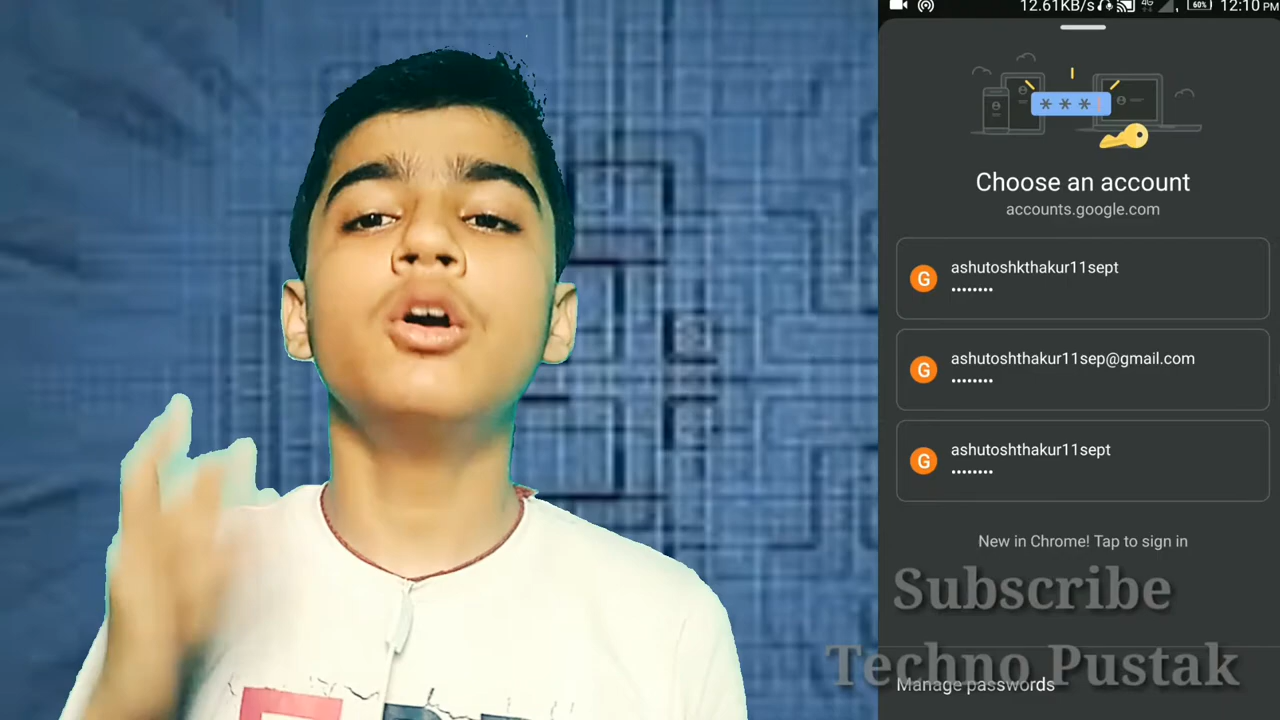 12.61KB/s 4G 60% 12:10 PM
Choose an account
accounts.google.com
G ashutoshkthakur11sept
••••••••
G ashutoshthakur11sep@gmail.com
••••••••
G ashutoshthakur11sept
••••••••
New in Chrome! Tap to sign in
Subscribe
Techno Pustak
Manage passwords